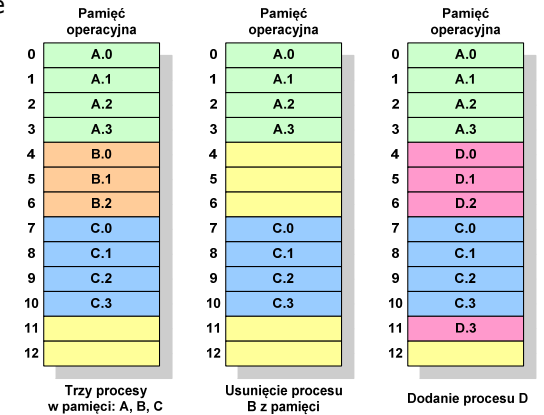 e
Pamięć
operacyjna
0 A.0
1 A.1
2 A.2
3 A.3
4 B.0
5 B.1
6 B.2
7 C.0
8 C.1
9 C.2
10 C.3
11
12
Trzy procesy
w pamięci: A, B, C
Pamięć
operacyjna
0 A.0
1 A.1
2 A.2
3 A.3
4
5
6
7 C.0
8 C.1
9 C.2
10 C.3
11
12
Usunięcie procesu
B z pamięci
Pamięć
operacyjna
0 A.0
1 A.1
2 A.2
3 A.3
4 D.0
5 D.1
6 D.2
7 C.0
8 C.1
9 C.2
10 C.3
11 D.3
12
Dodanie procesu D